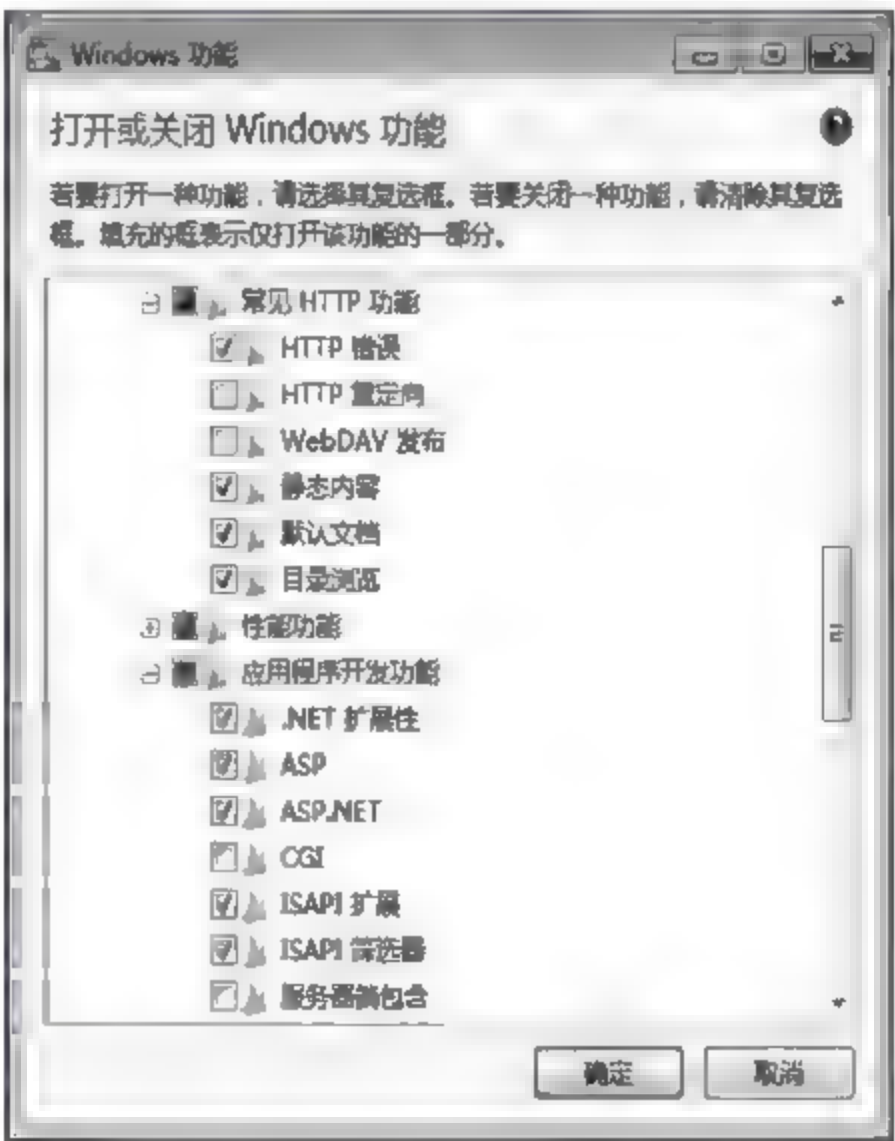 Windows 功能
打开或关闭 Windows 功能
若要打开一种功能，请选择其复选框。若要关闭一种功能，请清除其复选
框。填充的框表示仅打开该功能的一部分。
常见 HTTP 功能
HTTP 错误
HTTP 重定向
WebDAV 发布
静态内容
默认文档
目录浏览
性能功能
应用程序开发功能
.NET 扩展性
ASP
ASP.NET
CGI
ISAPI 扩展
ISAPI 筛选器
服务器端包含
确定
取消